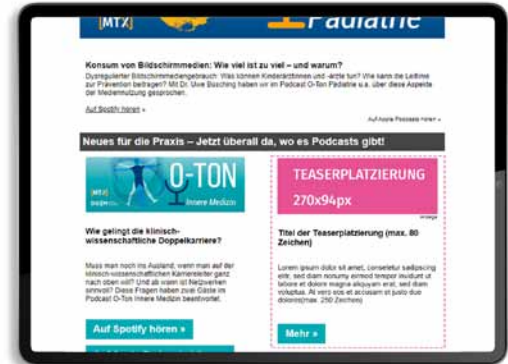 [MTX]
Pädiatrie
Konsum von Bildschirmmedien: Wie viel ist zu viel – und warum?
Dysregulierter Bildschirmmediengebrauch: Was können Kinderärztinnen und -ärzte tun? Wie kann die Leitlinie
zur Prävention beitragen? Mit Dr. Uwe Büsching haben wir im Podcast O-Ton Pädiatrie u.a. über diese Aspekte
der Mediennutzung gesprochen.
Auf Spotify hören »
Auf Apple Podcasts hören »
Neues für die Praxis – Jetzt überall da, wo es Podcasts gibt!
[MTX]
O-TON
Innere Medizin
Wie gelingt die klinisch-
wissenschaftliche Doppelkarriere?
Muss man noch ins Ausland, wenn man auf der
klinisch-wissenschaftlichen Karriereleiter ganz
nach oben will? Und ab wann ist Netzwerken
sinnvoll? Diese Fragen haben zwei Gäste im
Podcast O-Ton Innere Medizin beantwortet.
Auf Spotify hören »
TEASERPLATZIERUNG
270x94px
Anzeige
Titel der Teaserplatzierung (max. 80
Zeichen)
Lorem ipsum dolor sit amet, consetetur sadipscing
elitr, sed diam nonumy eirmod tempor invidunt ut
labore et dolore magna aliquyam erat, sed diam
voluptua. At vero eos et accusam et justo duo
dolores(max. 250 Zeichen)
Mehr »